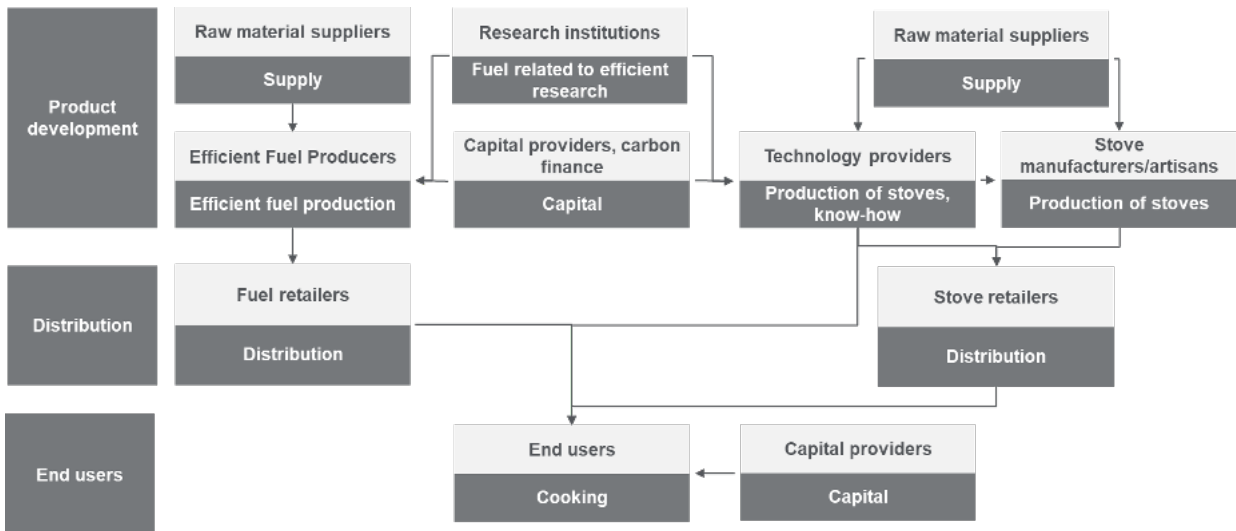 Raw material suppliers
Supply
Research institutions
Fuel related to efficient
research
Raw material suppliers
Supply
Product
development
Efficient Fuel Producers
Efficient fuel production
Capital providers, carbon
finance
Capital
Technology providers
Production of stoves,
know-how
Stove
manufacturers/artisans
Production of stoves
Distribution
Fuel retailers
Distribution
Stove retailers
Distribution
End users
End users
Cooking
Capital providers
Capital